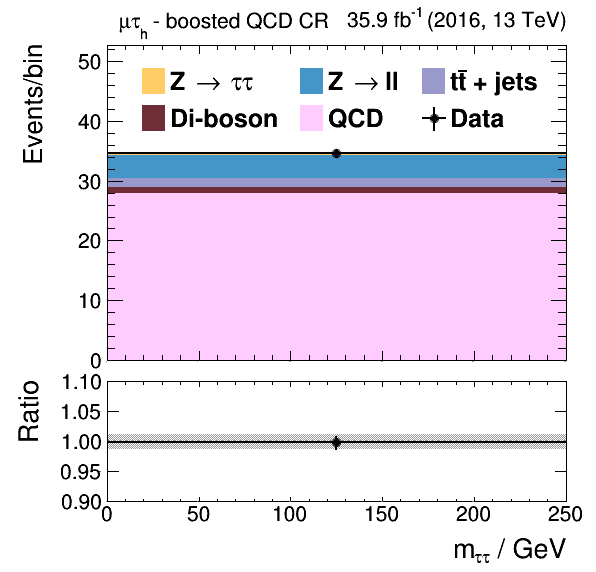 μτh - boosted QCD CR 35.9 fb-1 (2016, 13 TeV)
Events/bin
50
40
30
20
10
0
Z → ττ Z → ll tt̄ + jets
Di-boson QCD Data
Ratio
1.10
1.05
1.00
0.95
0.90
0 50 100 150 200 250
mττ / GeV